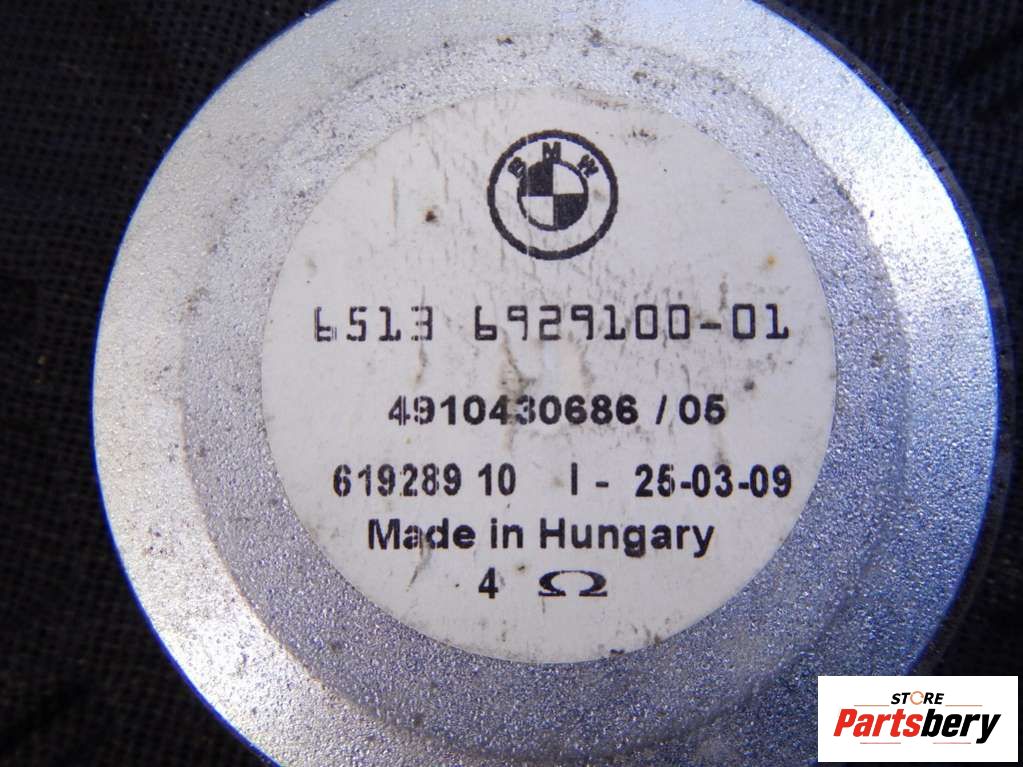 BMW
6513 6929100-01
4910430686 / 05
619289 10 I - 25-03-09
Made in Hungary
4 Ω
STORE
Partsbery